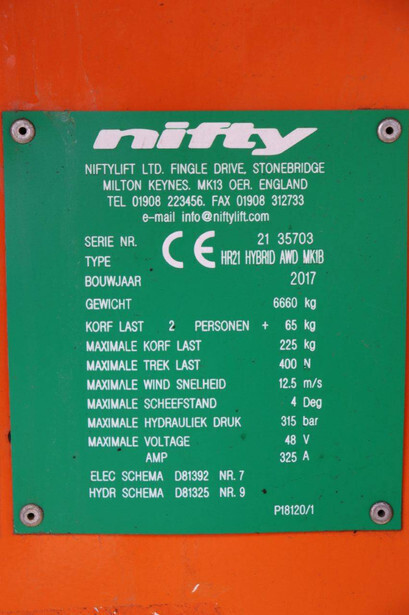 nifty
NIFTYLIFT LTD. FINGLE DRIVE, STONEBRIDGE
MILTON KEYNES. MK13 OER. ENGLAND
TEL 01908 223456. FAX 01908 312733
e-mail info@niftylift.com
SERIE NR. CE 21 35703
TYPE HR21 HYBRID AWD MK1B
BOUWJAAR 2017
GEWICHT 6660 kg
KORF LAST 2 PERSONEN + 65 kg
MAXIMALE KORF LAST 225 kg
MAXIMALE TREK LAST 400 N
MAXIMALE WIND SNELHEID 12.5 m/s
MAXIMALE SCHEEFSTAND 4 Deg
MAXIMALE HYDRAULIEK DRUK 315 bar
MAXIMALE VOLTAGE 48 V
AMP 325 A
ELEC SCHEMA D81392 NR. 7
HYDR SCHEMA D81325 NR. 9
P18120/1